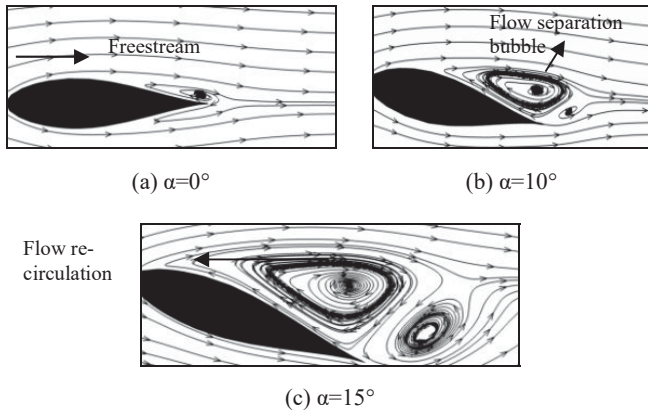 Freestream
Flow separation
bubble
(a) α=0°
(b) α=10°
Flow re-
circulation
(c) α=15°